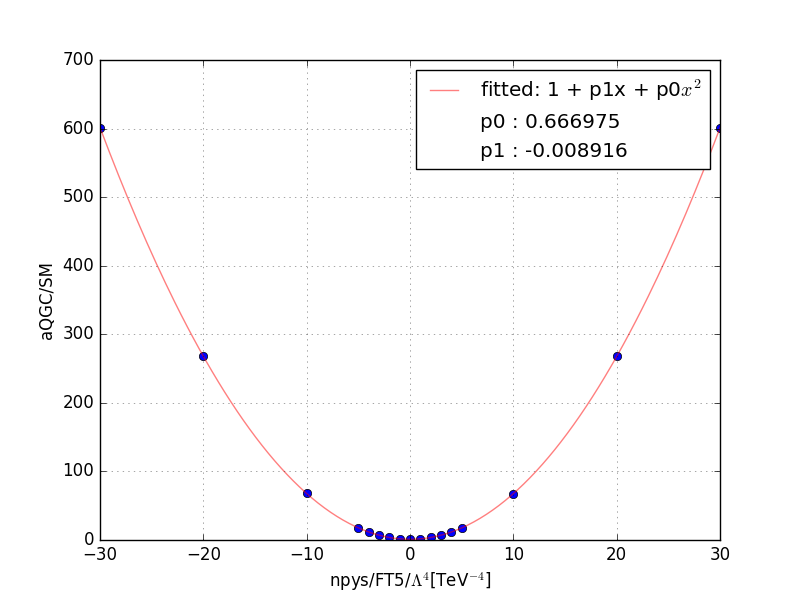 700
600
500
400
300
200
100
0
aQGC/SM
fitted: 1 + p1x + p0x²
p0 : 0.666975
p1 : -0.008916
−30 −20 −10 0 10 20 30
npys/FT5/Λ⁴[TeV⁻⁴]